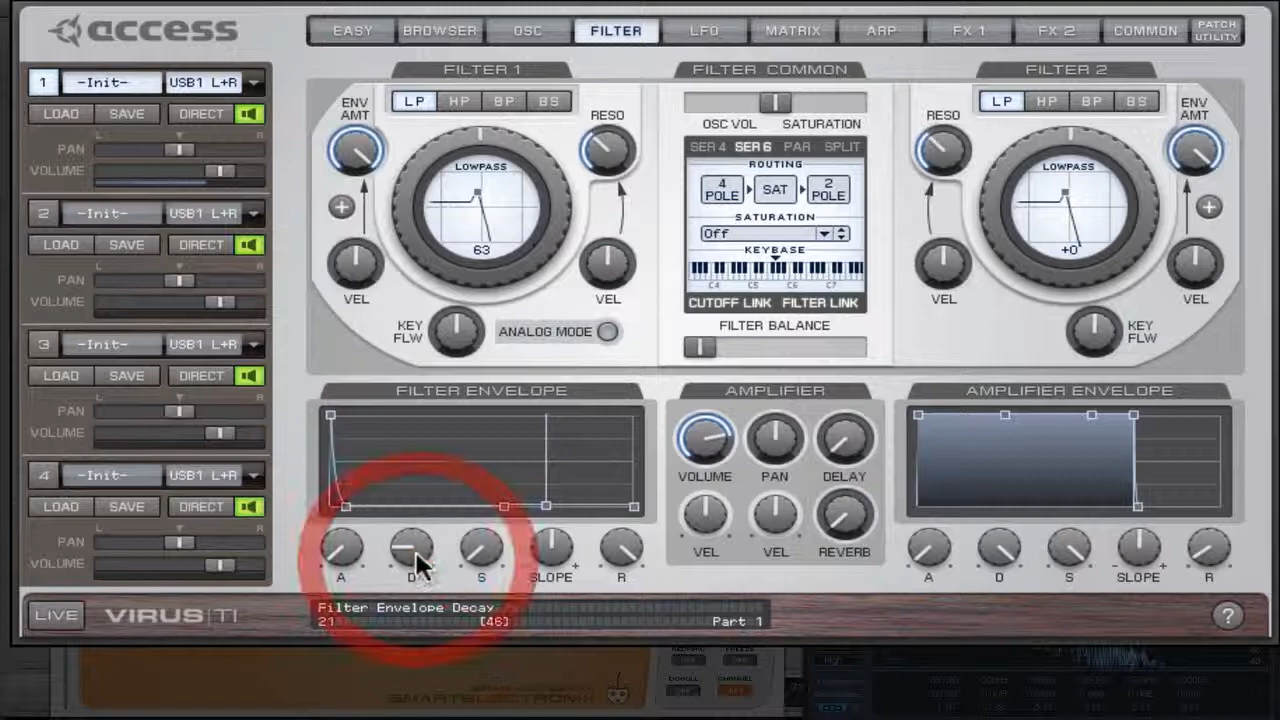 access
EASY BROWSER OSC FILTER LFO MATRIX ARP FX 1 FX 2 COMMON PATCH UTILITY
1 -Init- USB1 L+R
LOAD SAVE DIRECT
L R
PAN
VOLUME
2 -Init- USB1 L+R
LOAD SAVE DIRECT
L R
PAN
VOLUME
3 -Init- USB1 L+R
LOAD SAVE DIRECT
L R
PAN
VOLUME
4 -Init- USB1 L+R
LOAD SAVE DIRECT
L R
PAN
VOLUME
FILTER 1
LP HP BP BS
ENV AMT
RESO
LOWPASS
63
VEL
VEL
KEY FLW
ANALOG MODE
FILTER COMMON
OSC VOL SATURATION
SER 4 SER 6 PAR SPLIT
ROUTING
4 POLE SAT 2 POLE
SATURATION
Off
KEYBASE
C4 C5 C6 C7
CUTOFF LINK FILTER LINK
FILTER BALANCE
FILTER 2
LP HP BP BS
RESO
ENV AMT
LOWPASS
+0
VEL
VEL
KEY FLW
FILTER ENVELOPE
A D S SLOPE + R
AMPLIFIER
VOLUME PAN DELAY
VEL VEL REVERB
AMPLIFIER ENVELOPE
A D S - SLOPE + R
LIVE VIRUS|TI
Filter Envelope Decay
21 [46] Part 1
?
SMARTELECTRONIX